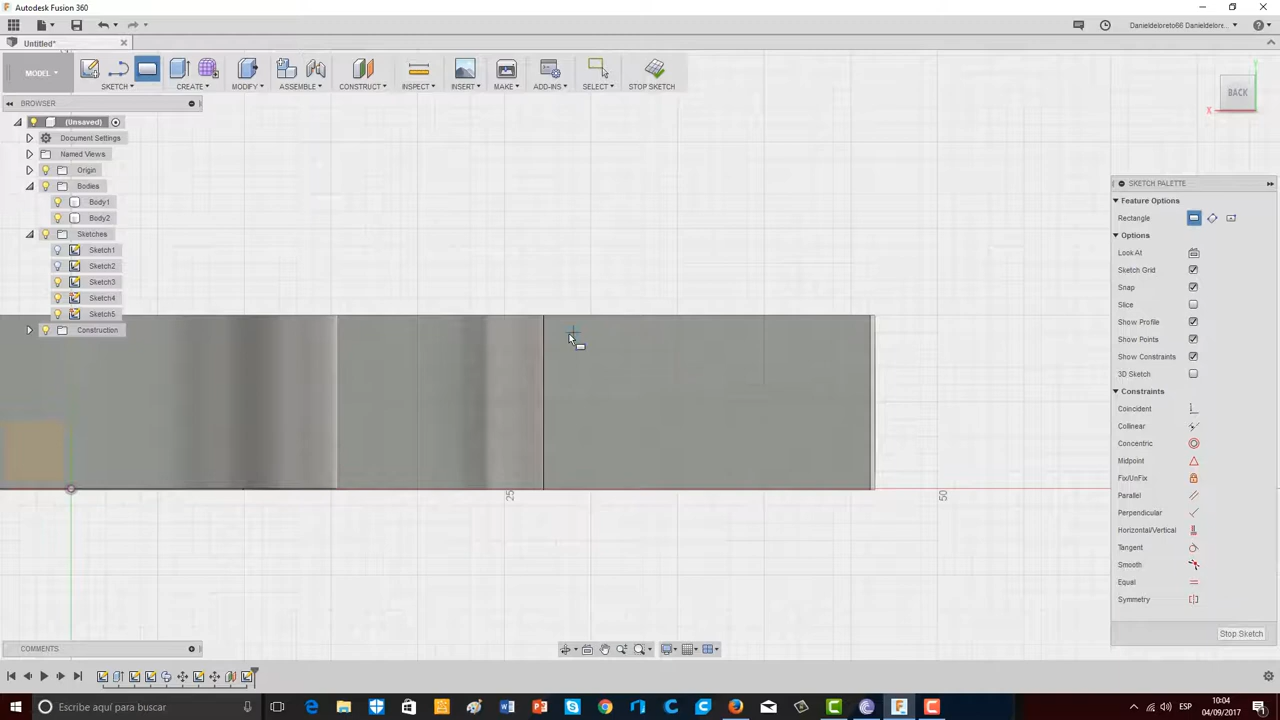 Autodesk Fusion 360
Danieldeloreto66 Danieldelore...
Untitled*
MODEL
SKETCH
CREATE
MODIFY
ASSEMBLE
CONSTRUCT
INSPECT
INSERT
MAKE
ADD-INS
SELECT
STOP SKETCH
BROWSER
(Unsaved)
Document Settings
Named Views
Origin
Bodies
Body1
Body2
Sketches
Sketch1
Sketch2
Sketch3
Sketch4
Sketch5
Construction
BACK
X
Y
25
50
SKETCH PALETTE
Feature Options
Rectangle
Options
Look At
Sketch Grid
Snap
Slice
Show Profile
Show Points
Show Constraints
3D Sketch
Constraints
Coincident
Collinear
Concentric
Midpoint
Fix/UnFix
Parallel
Perpendicular
Horizontal/Vertical
Tangent
Smooth
Equal
Symmetry
Stop Sketch
COMMENTS
Escribe aquí para buscar
ESP
10:04
04/09/2017